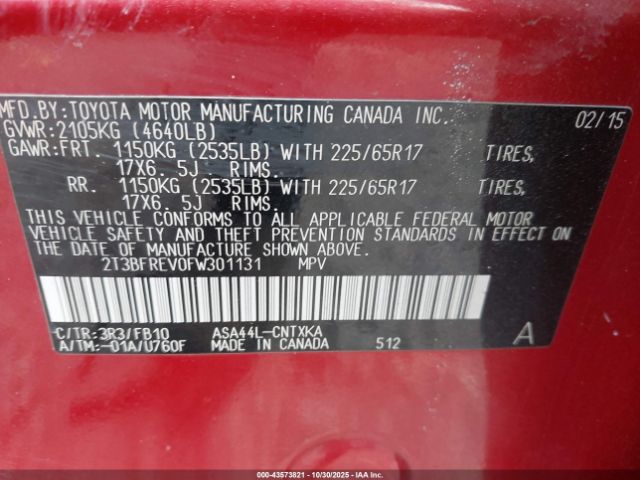 MFD.BY:TOYOTA MOTOR MANUFACTURING CANADA INC. 02/15
GVWR:2105KG (4640LB)
GAWR:FRT. 1150KG (2535LB) WITH 225/65R17 TIRES,
17X6. 5J . RIMS.
RR. 1150KG (2535LB) WITH 225/65R17 TIRES,
17X6. 5J RIMS.
THIS VEHICLE CONFORMS TO ALL APPLICABLE FEDERAL MOTOR
VEHICLE SAFETY AND THEFT PREVENTION STANDARDS IN EFFECT ON
THE DATE OF MANUFACTURE SHOWN ABOVE.
2T3BFREV0FW301131 MPV
C/TR:3R3/FB10 ASA44L-CNTXKA A
A/TM:-01A/U760F MADE IN CANADA 512
000-43573821 - 10/30/2025 - IAAI.COM